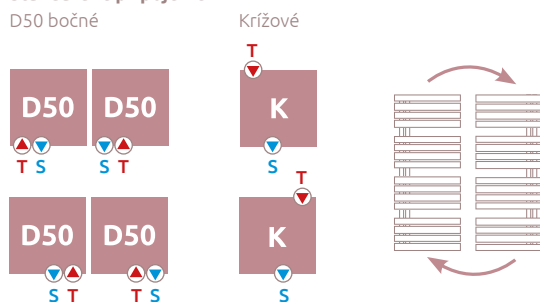 D50 bočné
Krížové
T
D50 D50
K
T S S T
S
T
D50 D50
K
S T T S
S